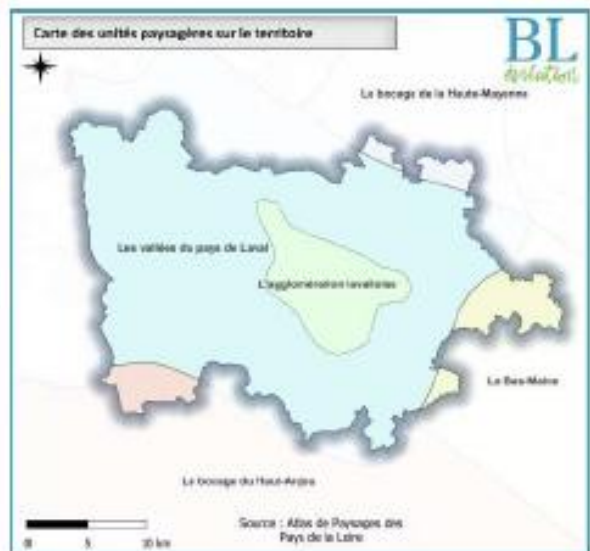 Carte des unités paysagères sur le territoire
BL
évolution
Le bocage de la Haute-Mayenne
Les vallées du pays de Laval
L'agglomération lavalloise
Le Bas-Maine
Le bocage du Haut-Anjou
0 5 10 km
Source : Atlas de Paysages des
Pays de la Loire